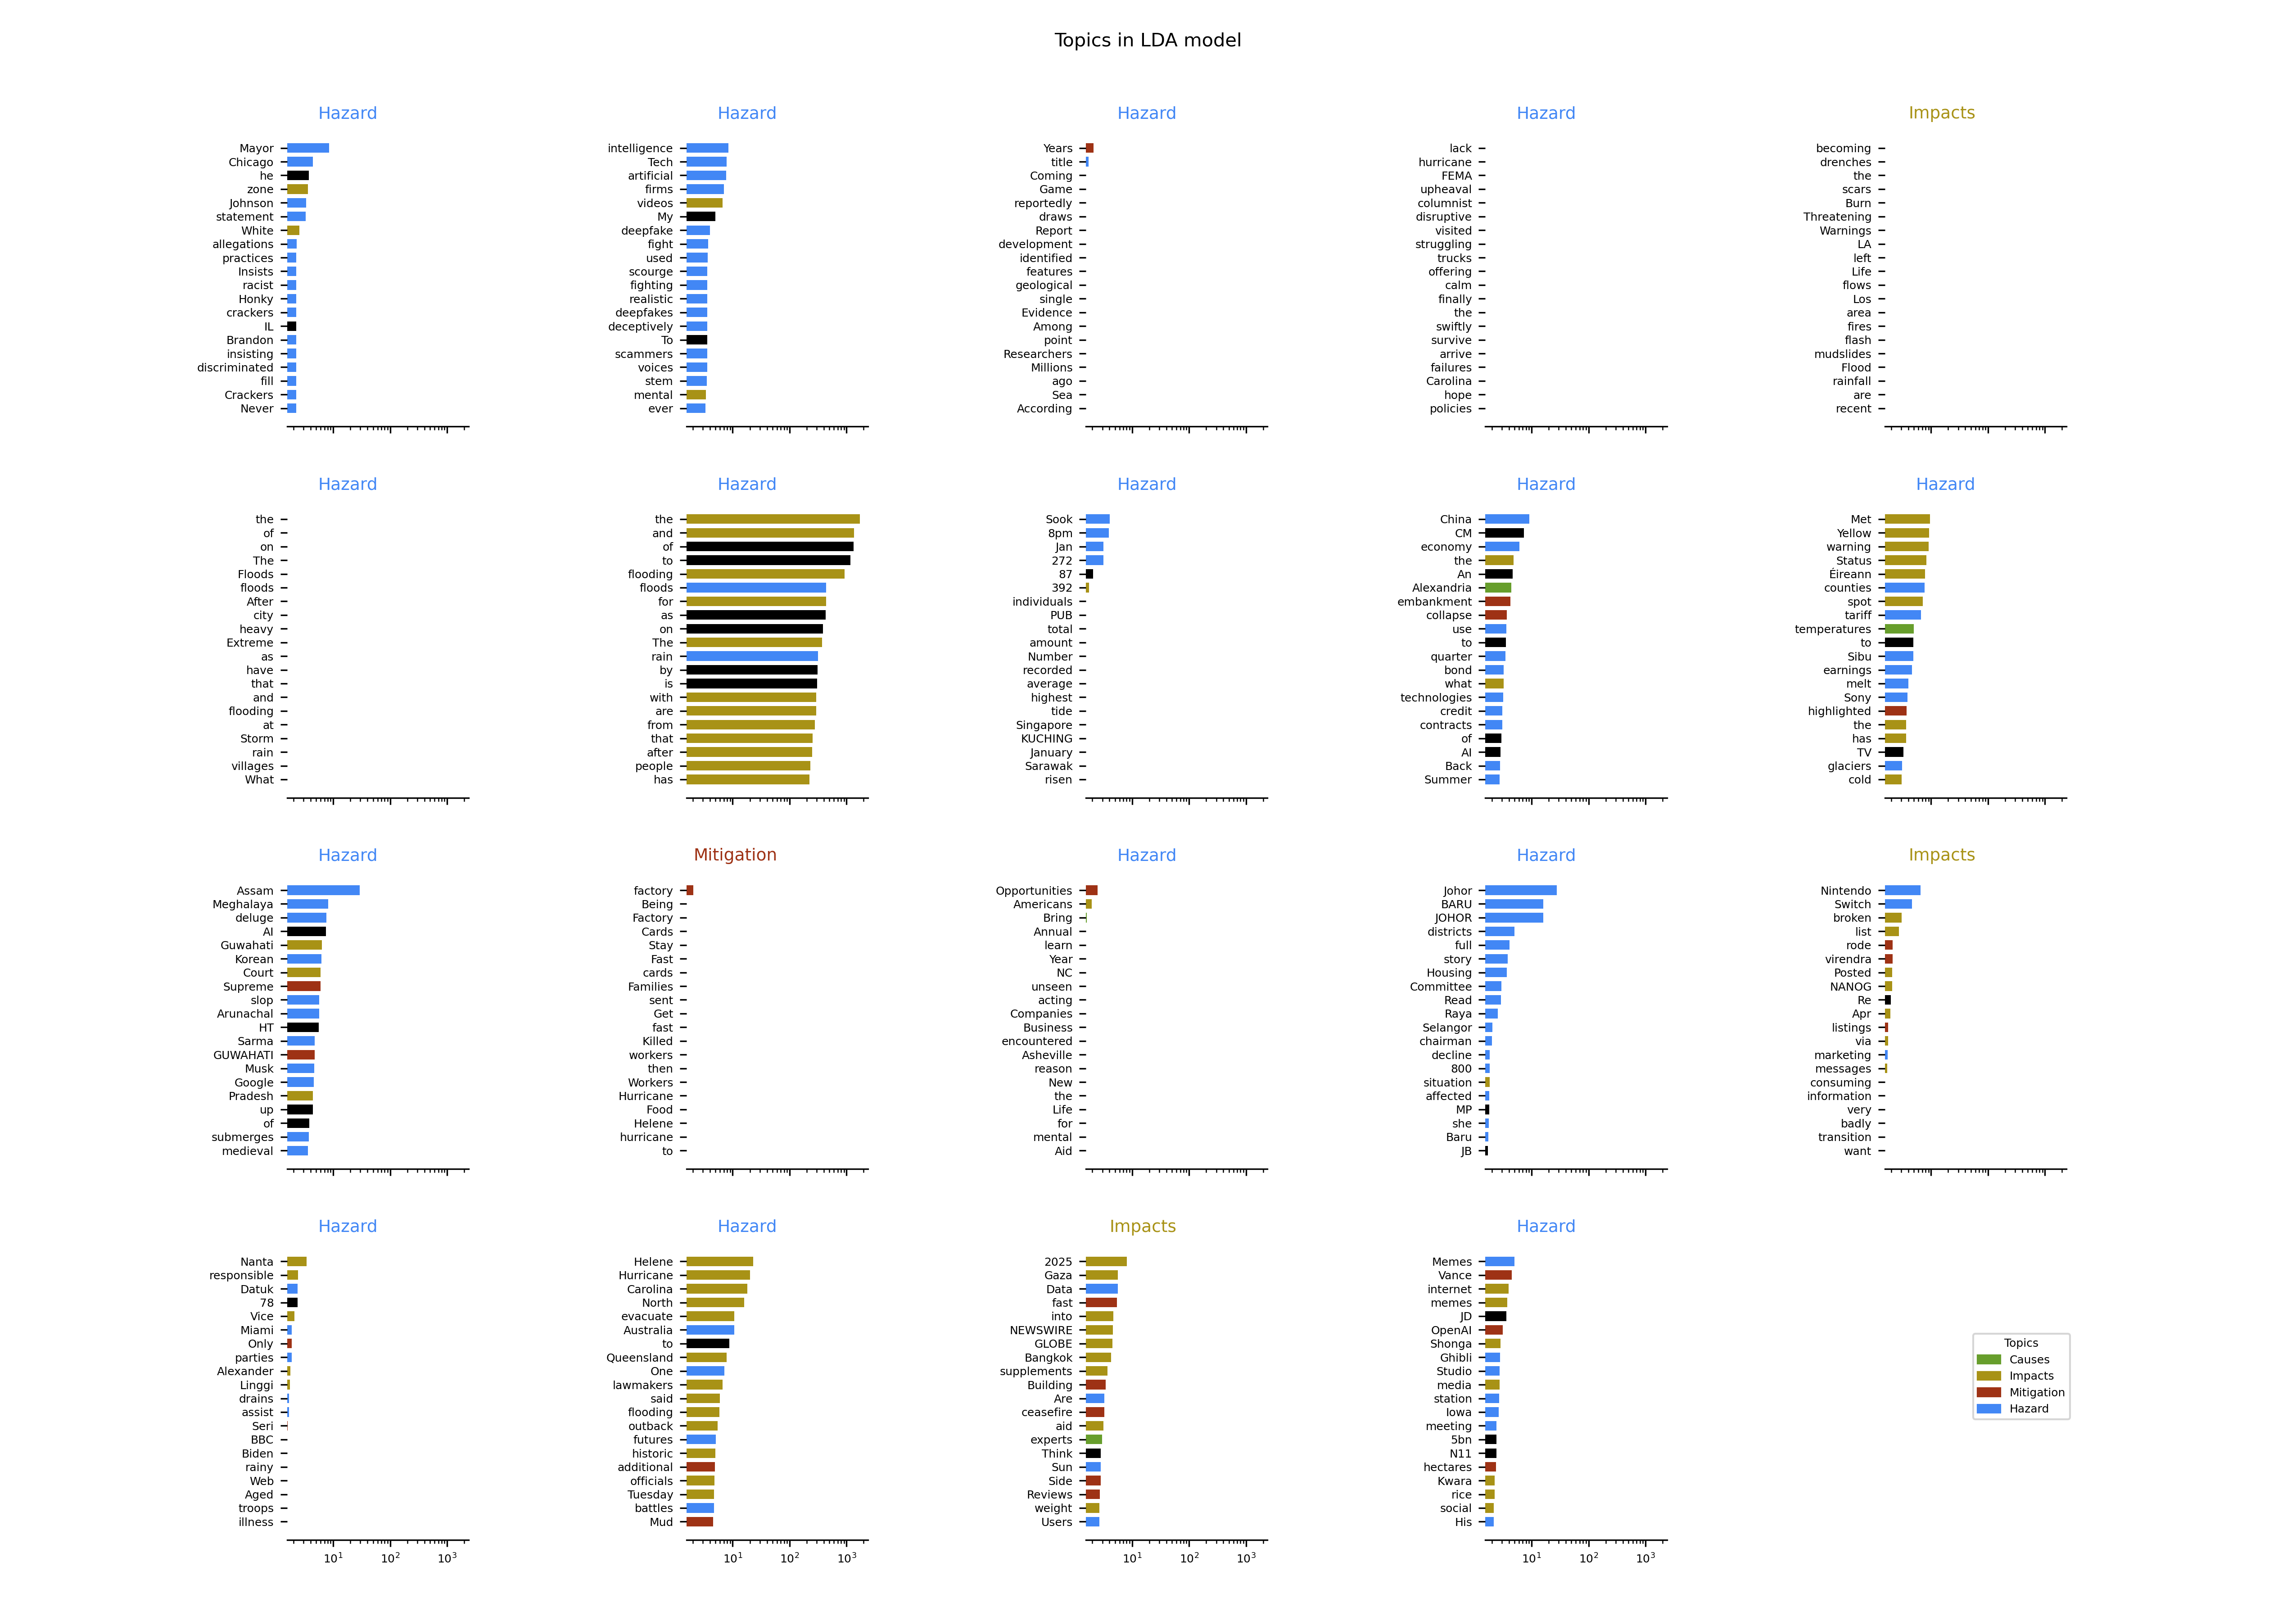 Topics in LDA model
Hazard
Mayor
Chicago
he
zone
Johnson
statement
White
allegations
practices
Insists
racist
Honky
crackers
IL
Brandon
insisting
discriminated
fill
Crackers
Never
Hazard
intelligence
Tech
artificial
firms
videos
My
deepfake
fight
used
scourge
fighting
realistic
deepfakes
deceptively
To
scammers
voices
stem
mental
ever
Hazard
Years
title
Coming
Game
reportedly
draws
Report
development
identified
features
geological
single
Evidence
Among
point
Researchers
Millions
ago
Sea
According
Hazard
lack
hurricane
FEMA
upheaval
columnist
disruptive
visited
struggling
trucks
offering
calm
finally
the
swiftly
survive
arrive
failures
Carolina
hope
policies
Impacts
becoming
drenches
the
scars
Burn
Threatening
Warnings
LA
left
Life
flows
Los
area
fires
flash
mudslides
Flood
rainfall
are
recent
Hazard
the
of
on
The
Floods
floods
After
city
heavy
Extreme
as
have
that
and
flooding
at
Storm
rain
villages
What
Hazard
the
and
of
to
flooding
floods
for
as
on
The
rain
by
is
with
are
from
that
after
people
has
Hazard
Sook
8pm
Jan
272
87
392
individuals
PUB
total
amount
Number
recorded
average
highest
tide
Singapore
KUCHING
January
Sarawak
risen
Hazard
China
CM
economy
the
An
Alexandria
embankment
collapse
use
to
quarter
bond
what
technologies
credit
contracts
of
AI
Back
Summer
Hazard
Met
Yellow
warning
Status
Éireann
counties
spot
tariff
temperatures
to
Sibu
earnings
melt
Sony
highlighted
the
has
TV
glaciers
cold
Hazard
Assam
Meghalaya
deluge
AI
Guwahati
Korean
Court
Supreme
slop
Arunachal
HT
Sarma
GUWAHATI
Musk
Google
Pradesh
up
of
submerges
medieval
Mitigation
factory
Being
Factory
Cards
Stay
Fast
cards
Families
sent
Get
fast
Killed
workers
then
Workers
Hurricane
Food
Helene
hurricane
to
Hazard
Opportunities
Americans
Bring
Annual
learn
Year
NC
unseen
acting
Companies
Business
encountered
Asheville
reason
New
the
Life
for
mental
Aid
Hazard
Johor
BARU
JOHOR
districts
full
story
Housing
Committee
Read
Raya
Selangor
chairman
decline
800
situation
affected
MP
she
Baru
JB
Impacts
Nintendo
Switch
broken
list
rode
virendra
Posted
NANOG
Re
Apr
listings
via
marketing
messages
consuming
information
very
badly
transition
want
Hazard
Nanta
responsible
Datuk
78
Vice
Miami
Only
parties
Alexander
Linggi
drains
assist
Seri
BBC
Biden
rainy
Web
Aged
troops
illness
10¹ 10² 10³
Hazard
Helene
Hurricane
Carolina
North
evacuate
Australia
to
Queensland
One
lawmakers
said
flooding
outback
futures
historic
additional
officials
Tuesday
battles
Mud
10¹ 10² 10³
Impacts
2025
Gaza
Data
fast
into
NEWSWIRE
GLOBE
Bangkok
supplements
Building
Are
ceasefire
aid
experts
Think
Sun
Side
Reviews
weight
Users
10¹ 10² 10³
Hazard
Memes
Vance
internet
memes
JD
OpenAI
Shonga
Ghibli
Studio
media
station
Iowa
meeting
5bn
N11
hectares
Kwara
rice
social
His
10¹ 10² 10³
Topics
Causes
Impacts
Mitigation
Hazard